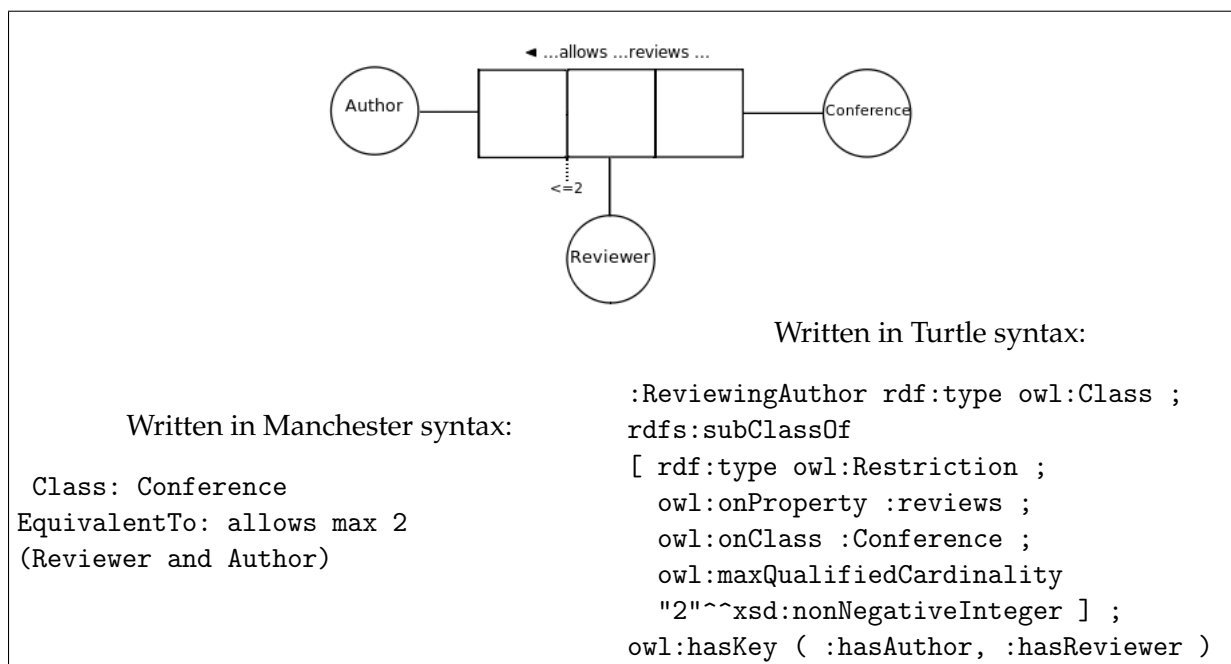 ◄ ...allows ...reviews ...
Author
Conference
<=2
Reviewer
Written in Manchester syntax:
Class: Conference
EquivalentTo: allows max 2
(Reviewer and Author)
Written in Turtle syntax:
:ReviewingAuthor rdf:type owl:Class ;
rdfs:subClassOf
[ rdf:type owl:Restriction ;
owl:onProperty :reviews ;
owl:onClass :Conference ;
owl:maxQualifiedCardinality
"2"^^xsd:nonNegativeInteger ] ;
owl:hasKey ( :hasAuthor, :hasReviewer )